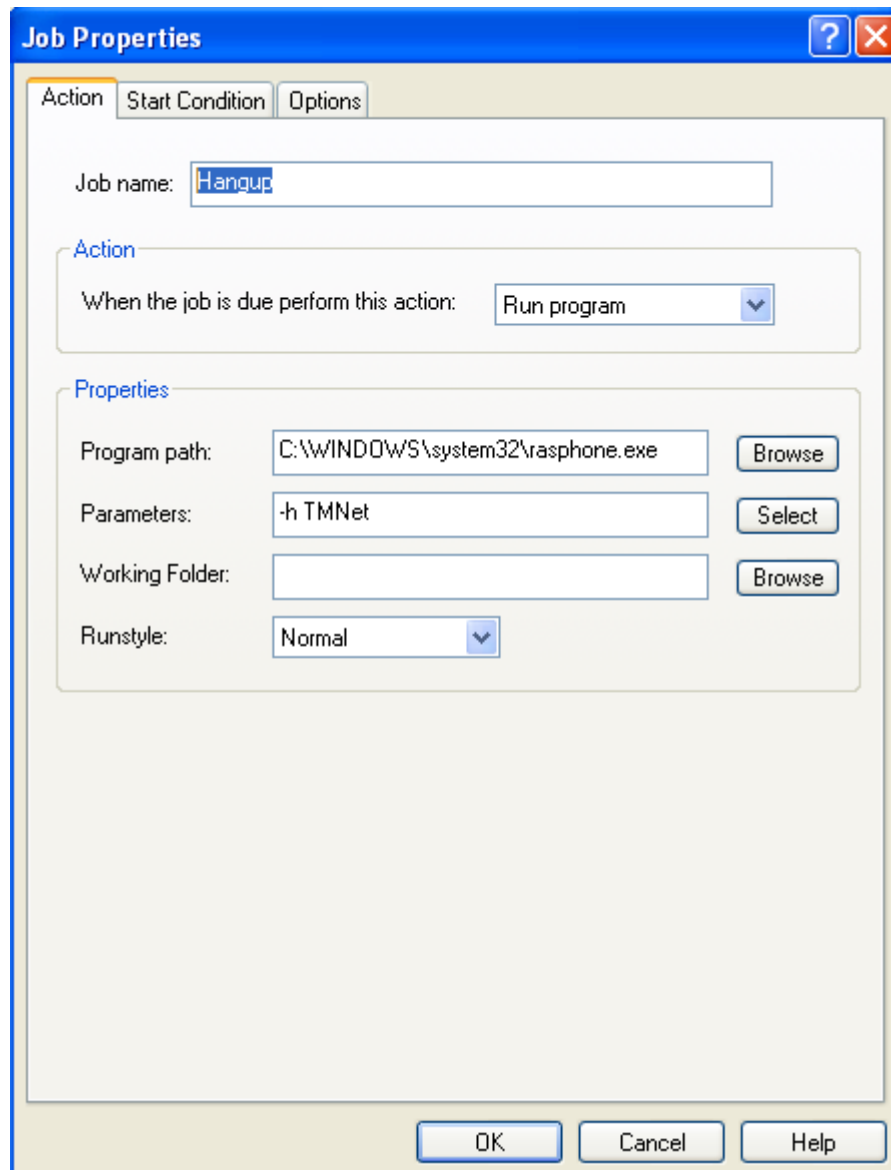 Job Properties
Action Start Condition Options
Job name: Hangup
Action
When the job is due perform this action: Run program
Properties
Program path: C:\WINDOWS\system32\rasphone.exe Browse
Parameters: -h TMNet Select
Working Folder: Browse
Runstyle: Normal
OK Cancel Help